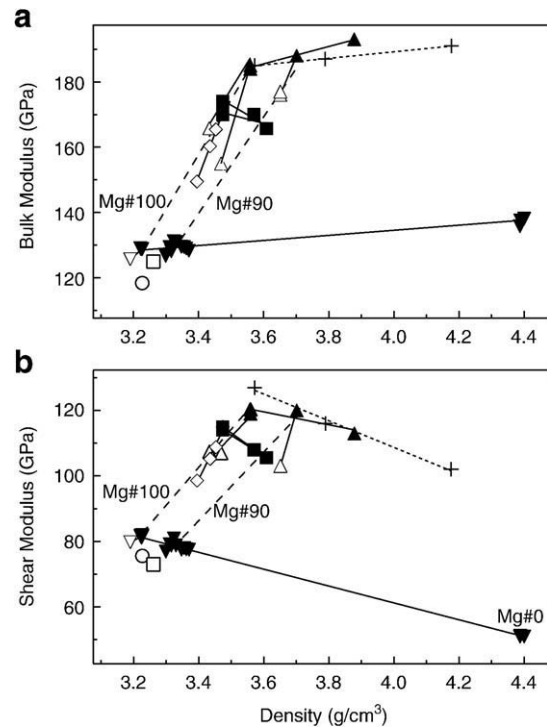 a
Bulk Modulus (GPa)
180
160
140
120
Mg#100
Mg#90
3.2 3.4 3.6 3.8 4.0 4.2 4.4
b
Shear Modulus (GPa)
120
100
80
60
Mg#100
Mg#90
Mg#0
3.2 3.4 3.6 3.8 4.0 4.2 4.4
Density (g/cm³)